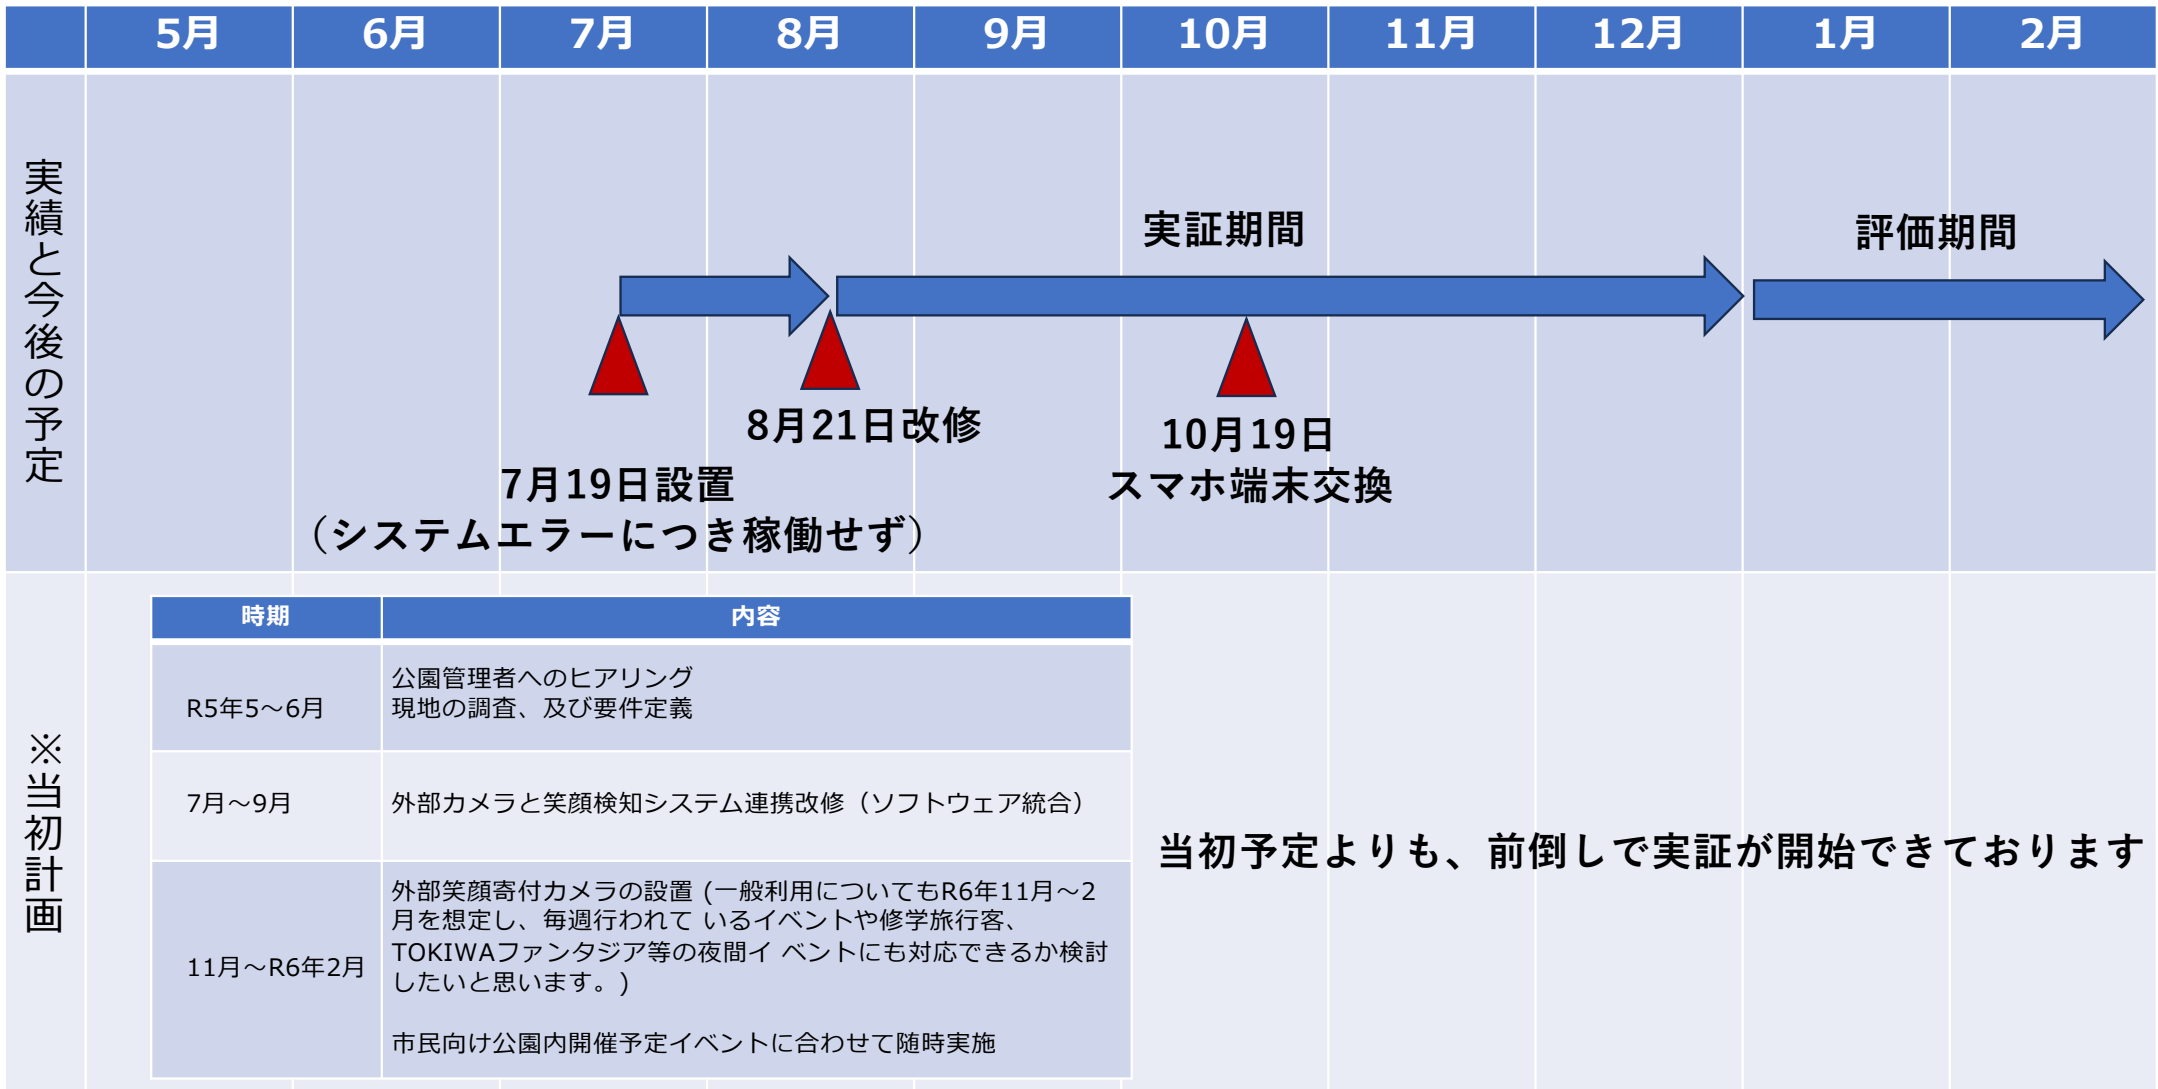 5月 6月 7月 8月 9月 10月 11月 12月 1月 2月
実績と今後の予定
実証期間
評価期間
8月21日改修
10月19日
スマホ端末交換
7月19日設置
（システムエラーにつき稼働せず）
※当初計画
時期 内容
R5年5～6月
公園管理者へのヒアリング
現地の調査、及び要件定義
7月～9月
外部カメラと笑顔検知システム連携改修（ソフトウェア統合）
11月～R6年2月
外部笑顔寄付カメラの設置 (一般利用についてもR6年11月～2
月を想定し、毎週行われて いるイベントや修学旅行客、
TOKIWAファンタジア等の夜間イ ベントにも対応できるか検討
したいと思います。)
市民向け公園内開催予定イベントに合わせて随時実施
当初予定よりも、前倒しで実証が開始できております